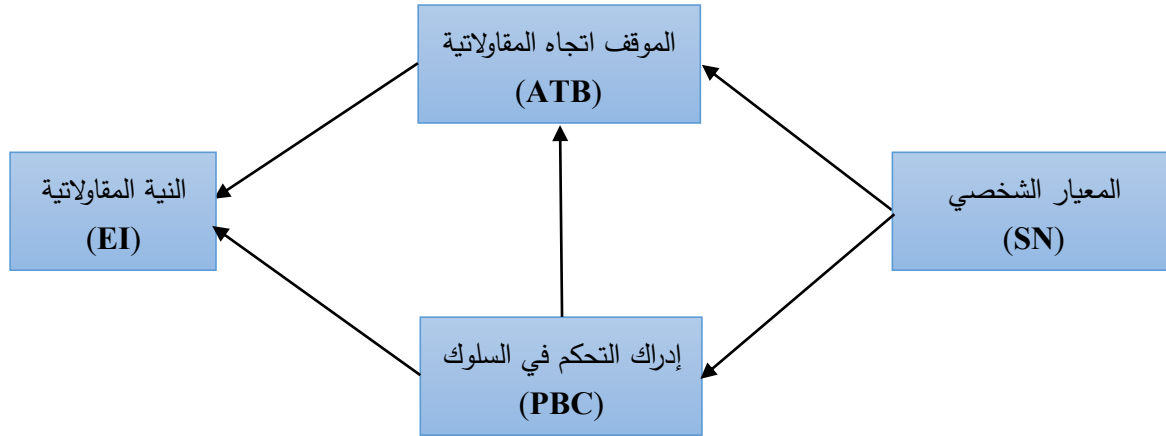 الموقف اتجاه المقاولاتية
(ATB)
المعيار الشخصي
(SN)
النية المقاولاتية
(EI)
إدراك التحكم في السلوك
(PBC)